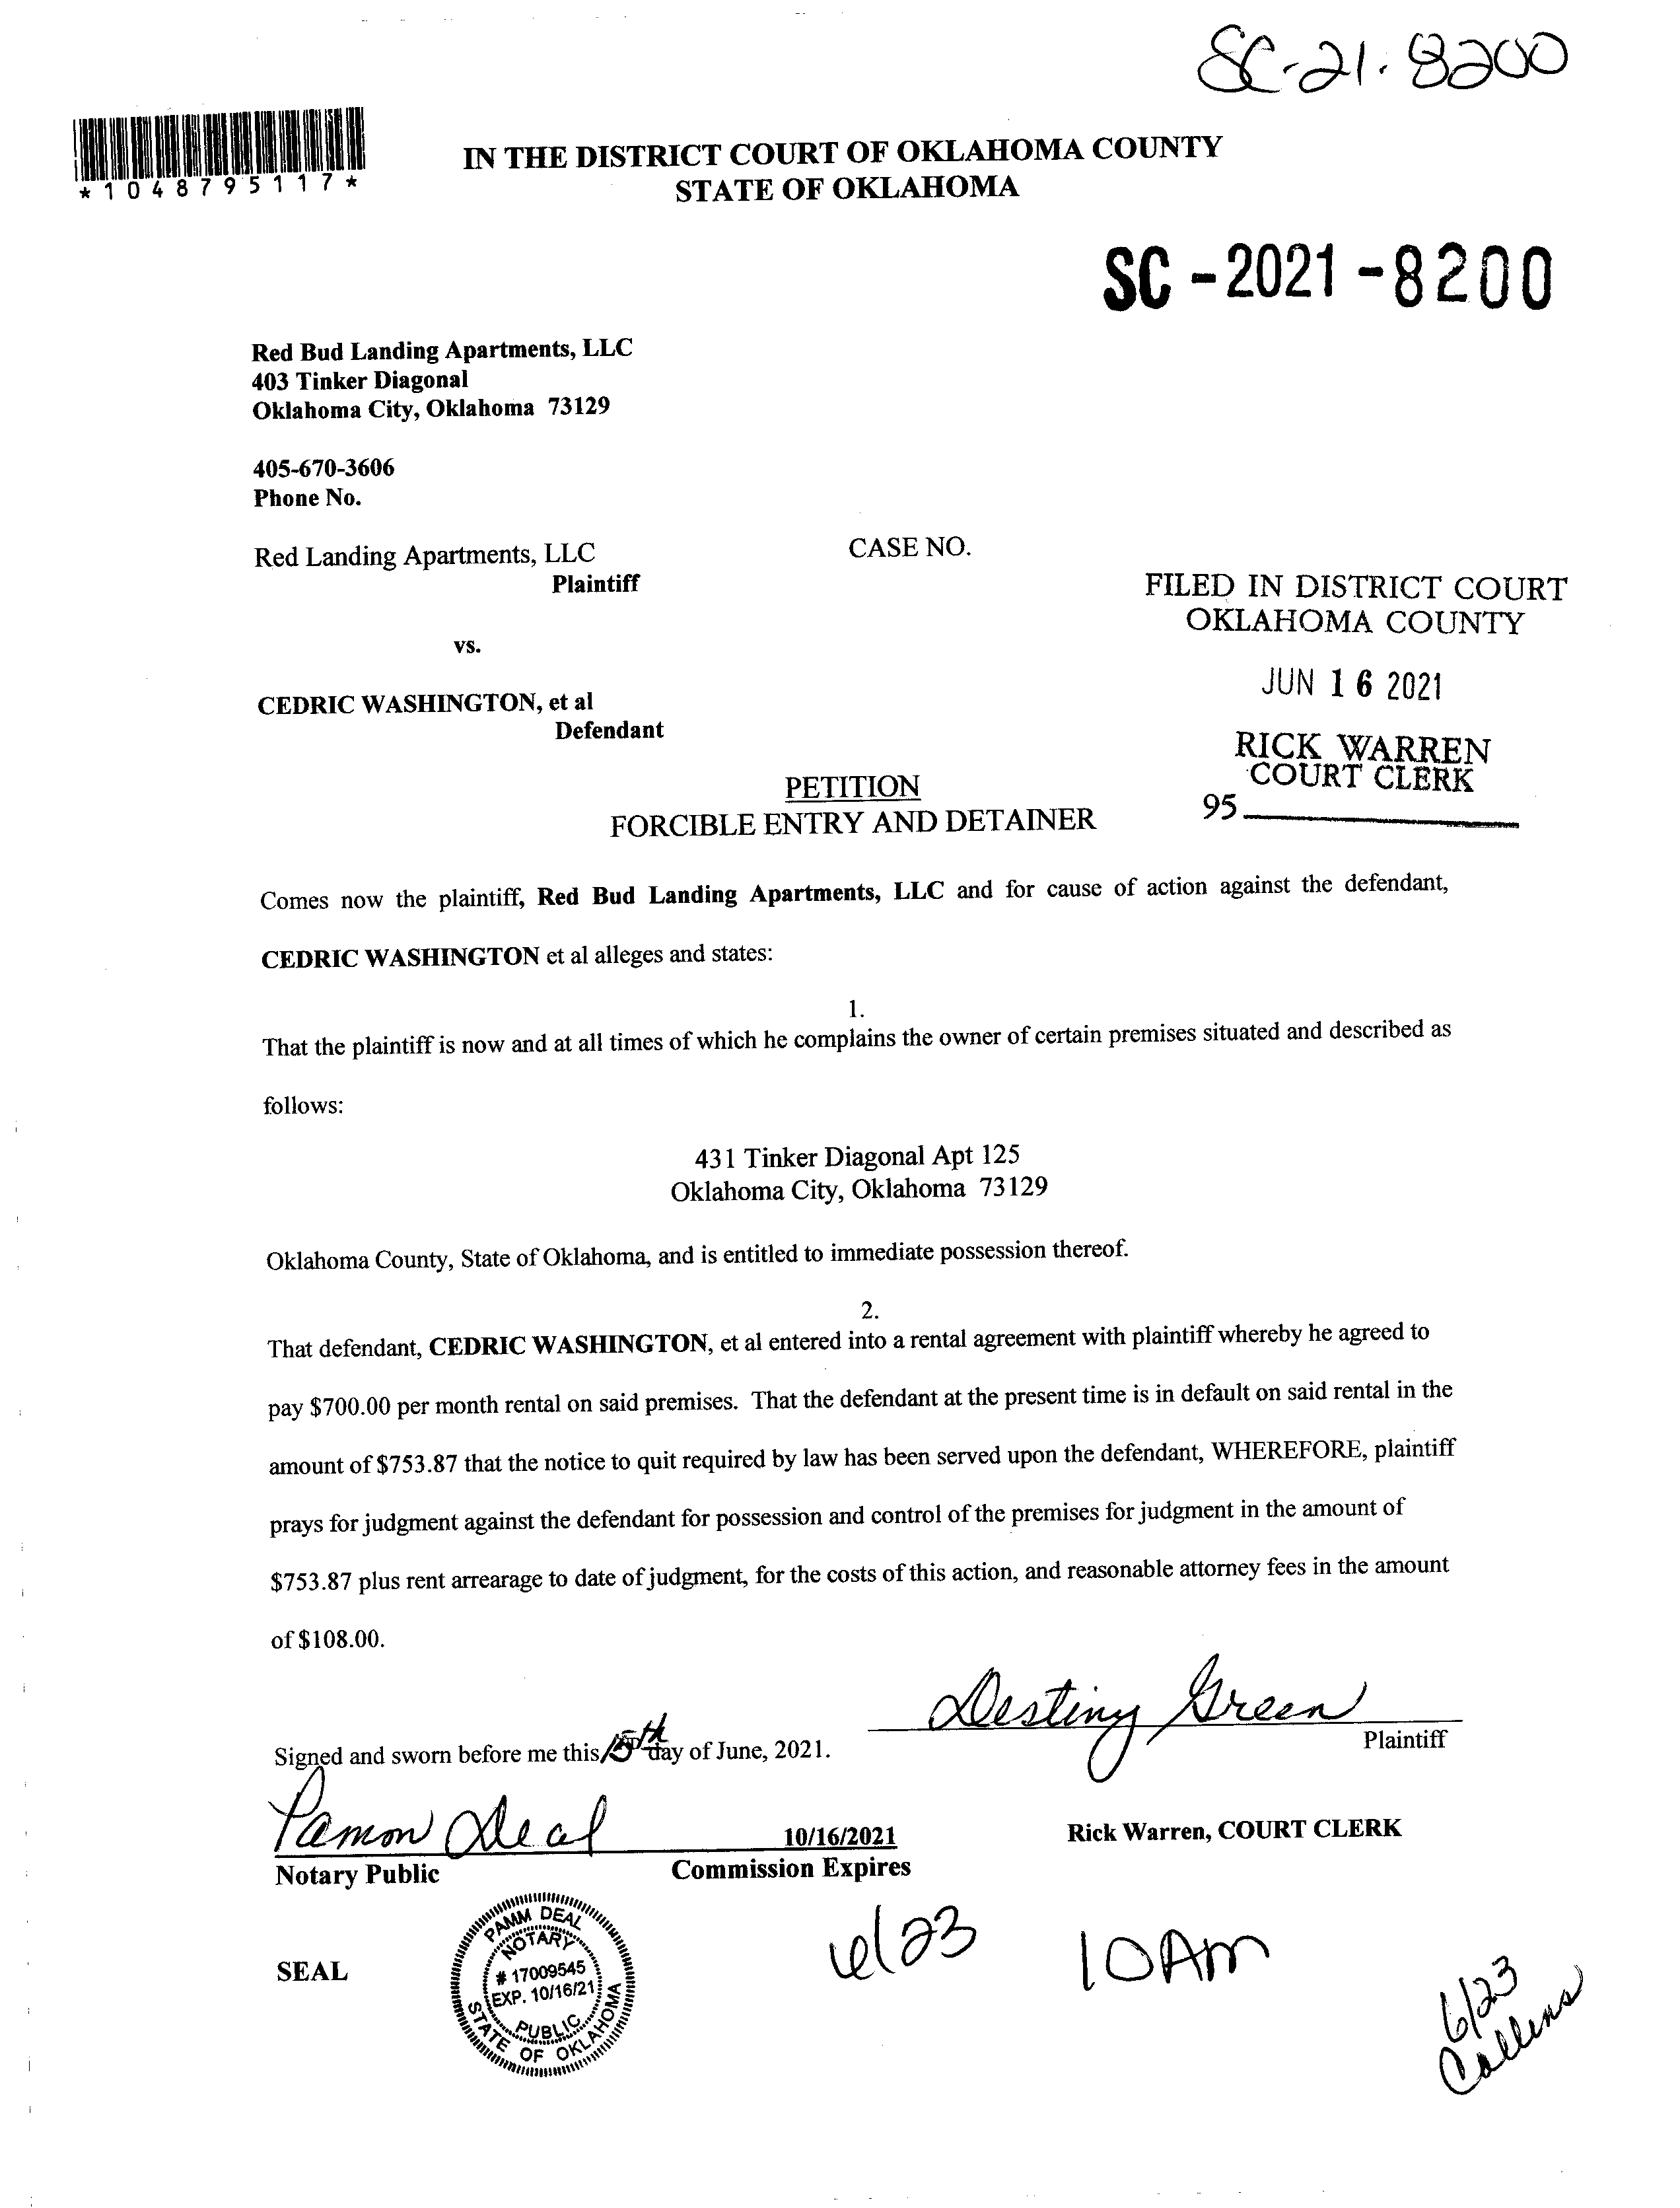 SC-21-8200
*1048795117*
IN THE DISTRICT COURT OF OKLAHOMA COUNTY
STATE OF OKLAHOMA
SC-2021-8200
Red Bud Landing Apartments, LLC
403 Tinker Diagonal
Oklahoma City, Oklahoma 73129
405-670-3606
Phone No.
Red Landing Apartments, LLC
Plaintiff
CASE NO.
FILED IN DISTRICT COURT
OKLAHOMA COUNTY
vs.
JUN 16 2021
CEDRIC WASHINGTON, et al
Defendant
RICK WARREN
COURT CLERK
95
PETITION
FORCIBLE ENTRY AND DETAINER
Comes now the plaintiff, Red Bud Landing Apartments, LLC and for cause of action against the defendant,
CEDRIC WASHINGTON et al alleges and states:
1.
That the plaintiff is now and at all times of which he complains the owner of certain premises situated and described as
follows:
431 Tinker Diagonal Apt 125
Oklahoma City, Oklahoma 73129
Oklahoma County, State of Oklahoma, and is entitled to immediate possession thereof.
2.
That defendant, CEDRIC WASHINGTON, et al entered into a rental agreement with plaintiff whereby he agreed to
pay $700.00 per month rental on said premises. That the defendant at the present time is in default on said rental in the
amount of $753.87 that the notice to quit required by law has been served upon the defendant, WHEREFORE, plaintiff
prays for judgment against the defendant for possession and control of the premises for judgment in the amount of
$753.87 plus rent arrearage to date of judgment, for the costs of this action, and reasonable attorney fees in the amount
of $108.00.
Destiny Green
Plaintiff
Signed and sworn before me this 15th day of June, 2021.
Pamm Deal
10/16/2021
Rick Warren, COURT CLERK
Notary Public
Commission Expires
SEAL
PAMM DEAL
NOTARY
# 17009545
EXP. 10/16/21
PUBLIC
STATE OF OKLAHOMA
6/23
10AM
6/23
Collins